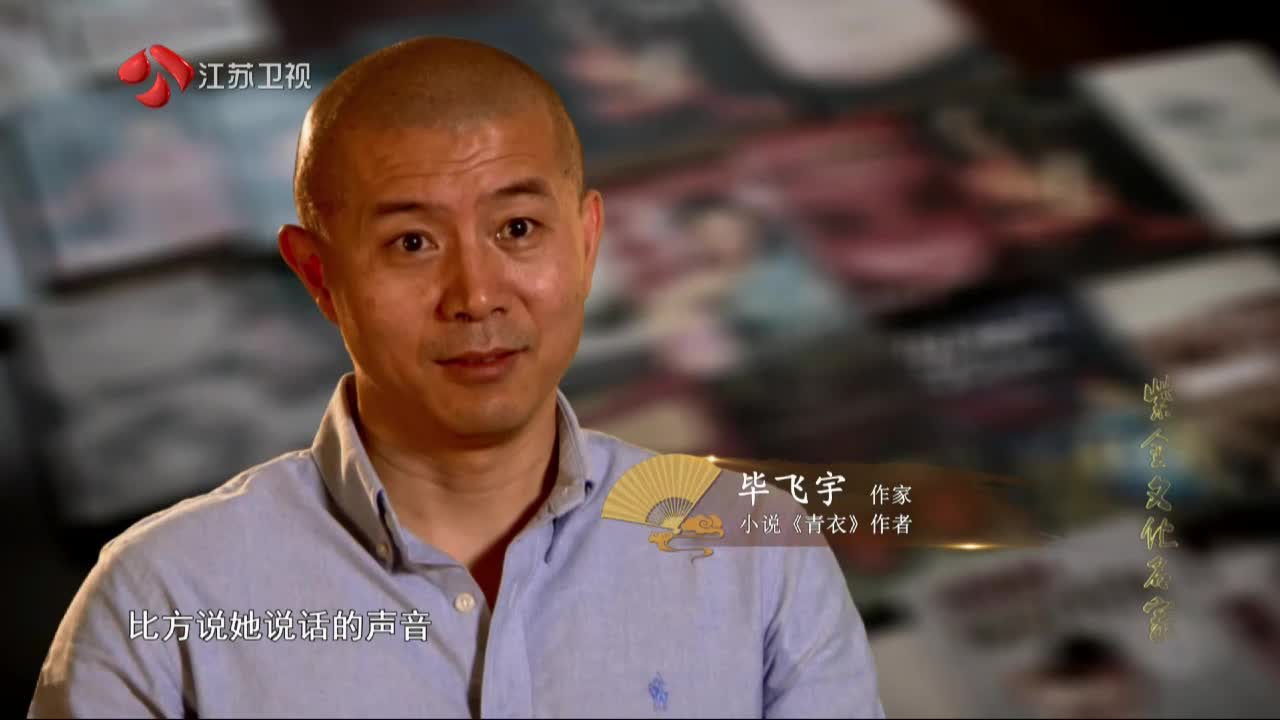 江苏卫视
毕飞宇 作家
小说《青衣》作者
紫金文化名家
比方说她说话的声音